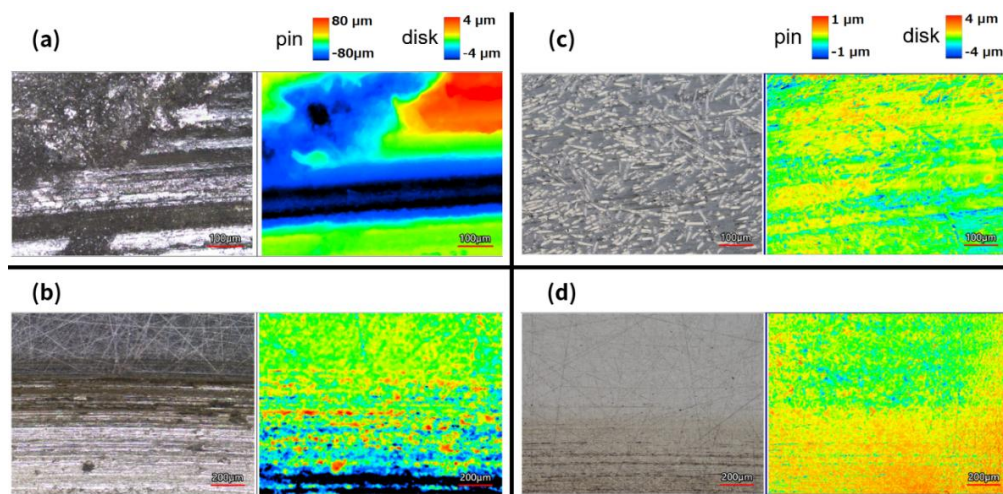 (a)
pin
80 µm
-80µm
disk
4 µm
-4 µm
100µm
100µm
(b)
200µm
200µm
(c)
pin
1 µm
-1 µm
disk
4 µm
-4 µm
100µm
100µm
(d)
200µm
200µm